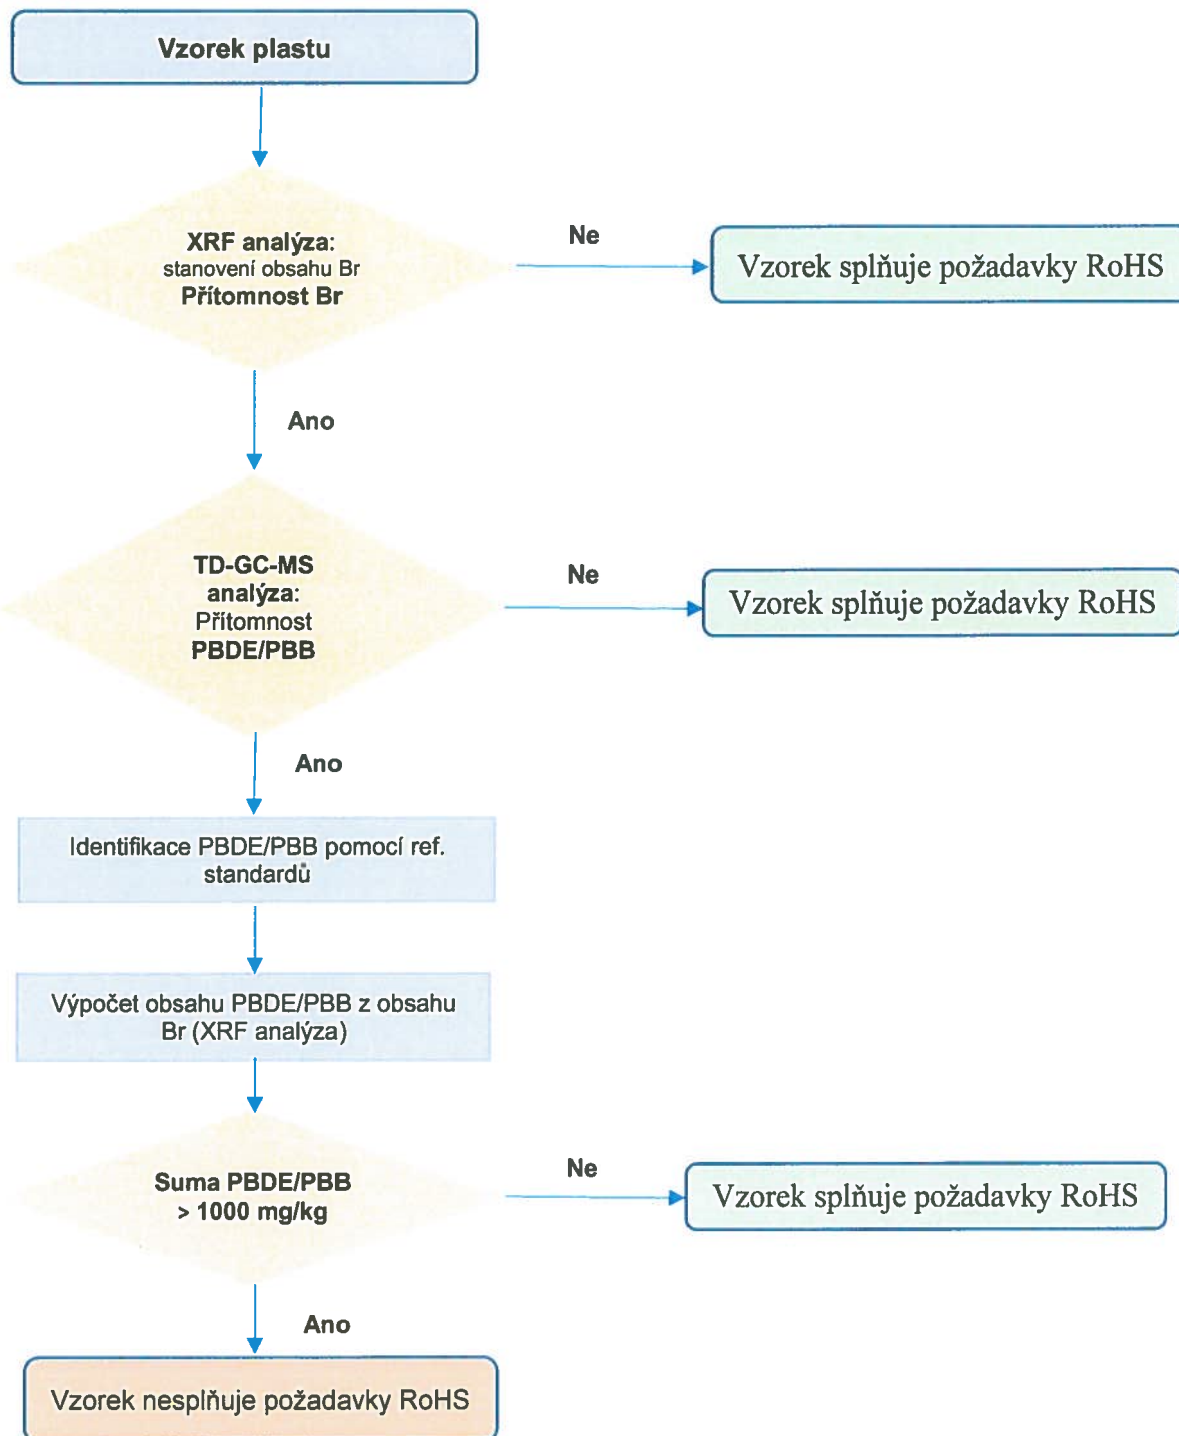 Vzorek plastu
XRF analýza:
stanovení obsahu Br
Přítomnost Br
Ne
Vzorek splňuje požadavky RoHS
Ano
TD-GC-MS
analýza:
Přítomnost
PBDE/PBB
Ne
Vzorek splňuje požadavky RoHS
Ano
Identifikace PBDE/PBB pomocí ref.
standardů
Výpočet obsahu PBDE/PBB z obsahu
Br (XRF analýza)
Suma PBDE/PBB
> 1000 mg/kg
Ne
Vzorek splňuje požadavky RoHS
Ano
Vzorek nesplňuje požadavky RoHS